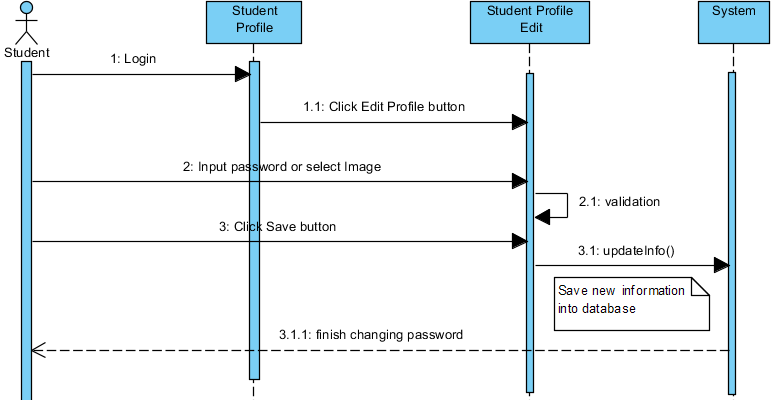 Student
Student
Profile
Student Profile
Edit
System
1: Login
1.1: Click Edit Profile button
2: Input password or select Image
2.1: validation
3: Click Save button
3.1: updateInfo()
Save new information
into database
3.1.1: finish changing password